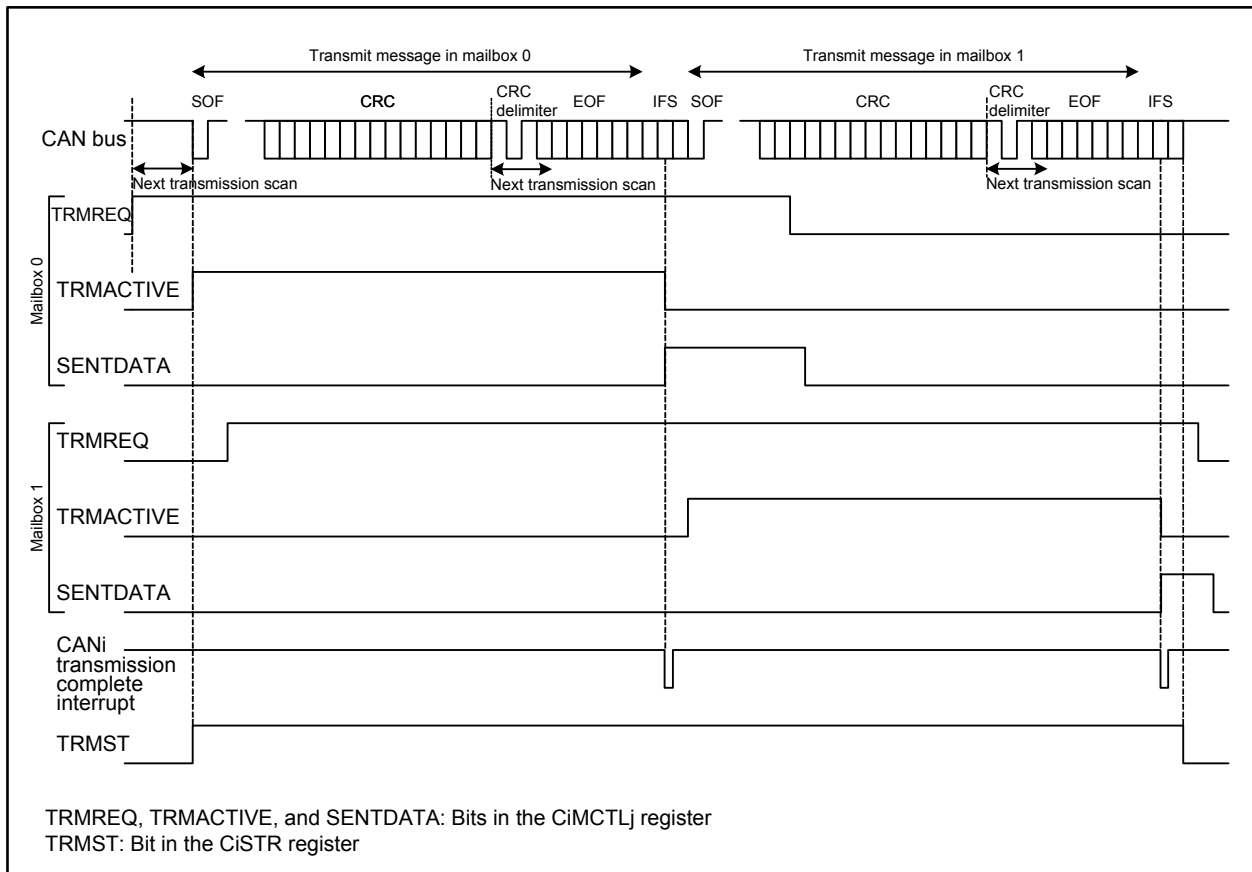 Transmit message in mailbox 0
Transmit message in mailbox 1
SOF
CRC
CRC
delimiter
EOF
IFS
SOF
CRC
CRC
delimiter
EOF
IFS
CAN bus
Next transmission scan
Next transmission scan
Next transmission scan
Mailbox 0
TRMREQ
TRMACTIVE
SENTDATA
Mailbox 1
TRMREQ
TRMACTIVE
SENTDATA
CANi
transmission
complete
interrupt
TRMST
TRMREQ, TRMACTIVE, and SENTDATA: Bits in the CiMCTLj register
TRMST: Bit in the CiSTR register